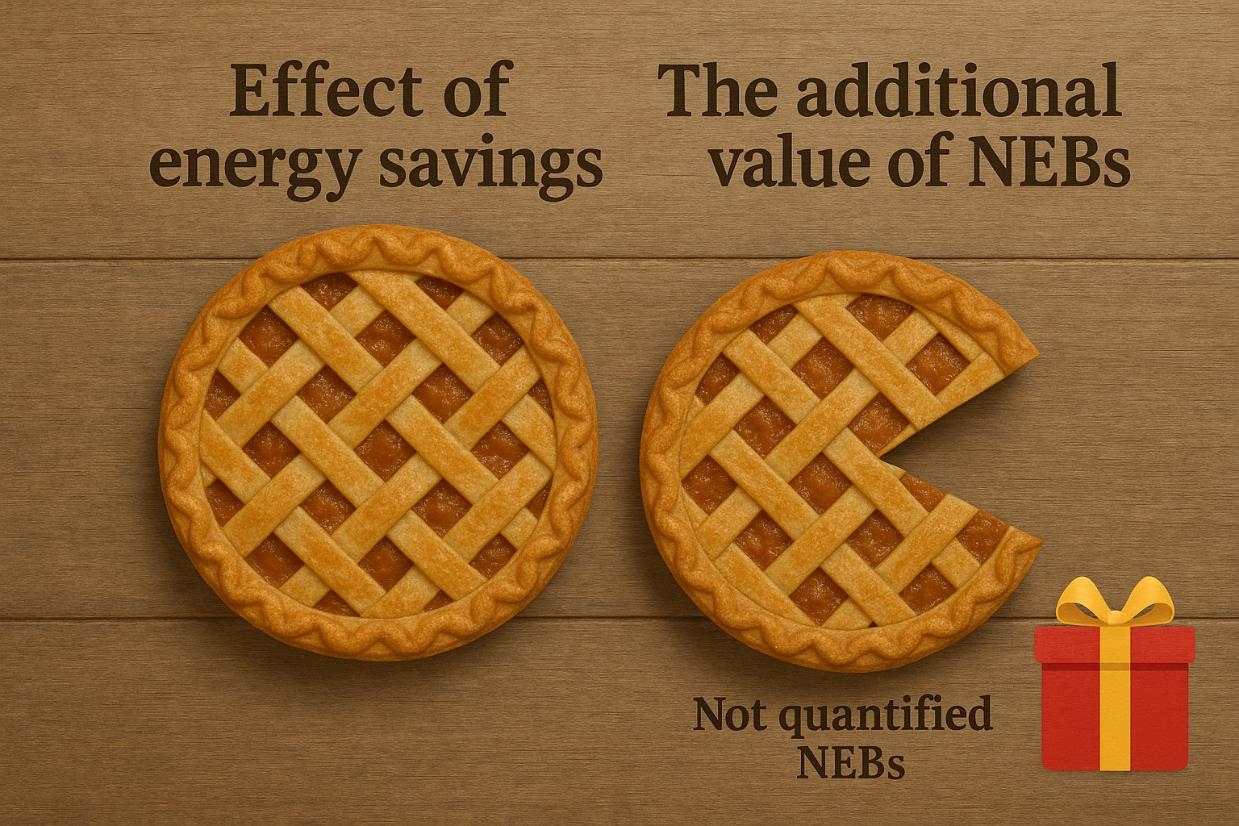 Effect of
energy savings
The additional
value of NEBs
Not quantified
NEBs